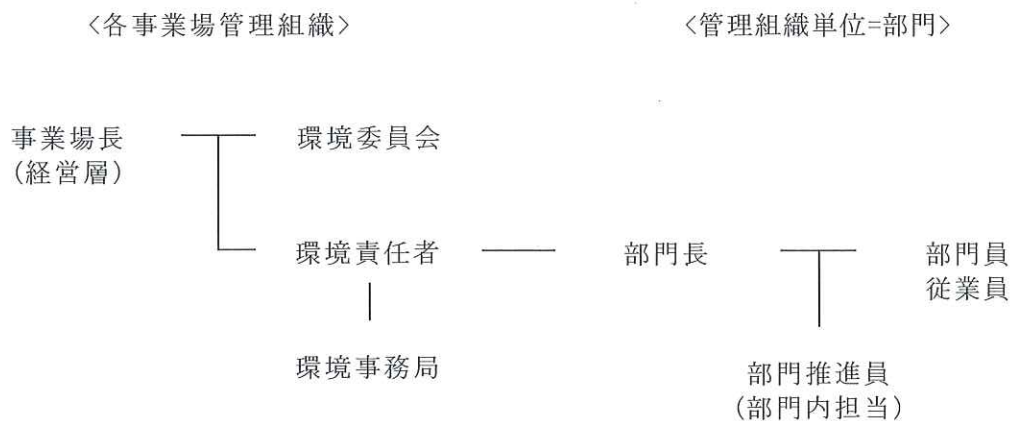 <各事業場管理組織>
<管理組織単位=部門>
事業場長
(経営層)
環境委員会
環境責任者
部門長
部門員
従業員
環境事務局
部門推進員
(部門内担当)